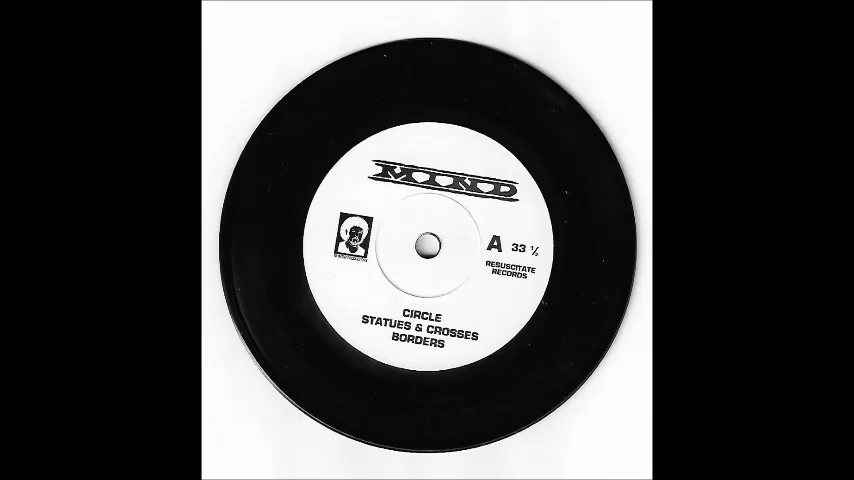 MIND
A 33 ⅓
RESUSCITATE
RECORDS
CIRCLE
STATUES & CROSSES
BORDERS